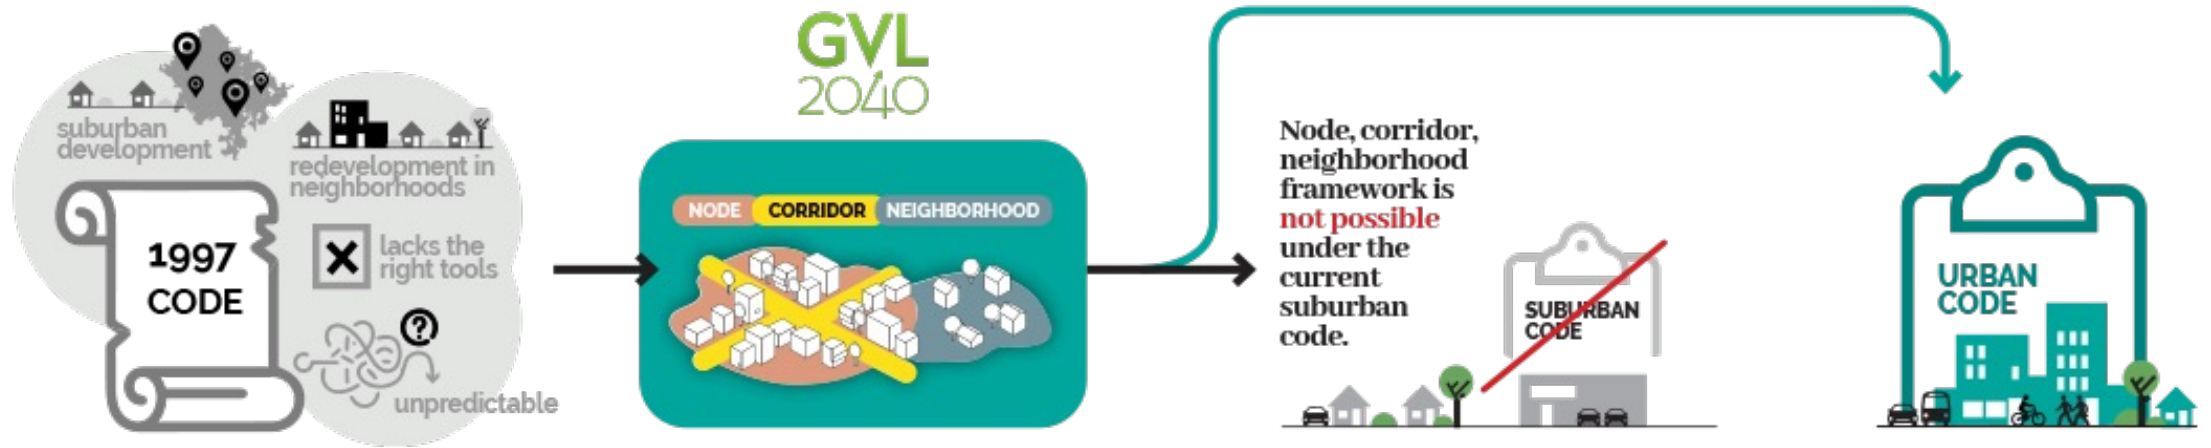 suburban
development
redevelopment in
neighborhoods
1997
CODE
lacks the
right tools
?
unpredictable
GVL
2040
NODE CORRIDOR NEIGHBORHOOD
Node, corridor,
neighborhood
framework is
not possible
under the
current
suburban
code.
SUBURBAN
CODE
URBAN
CODE